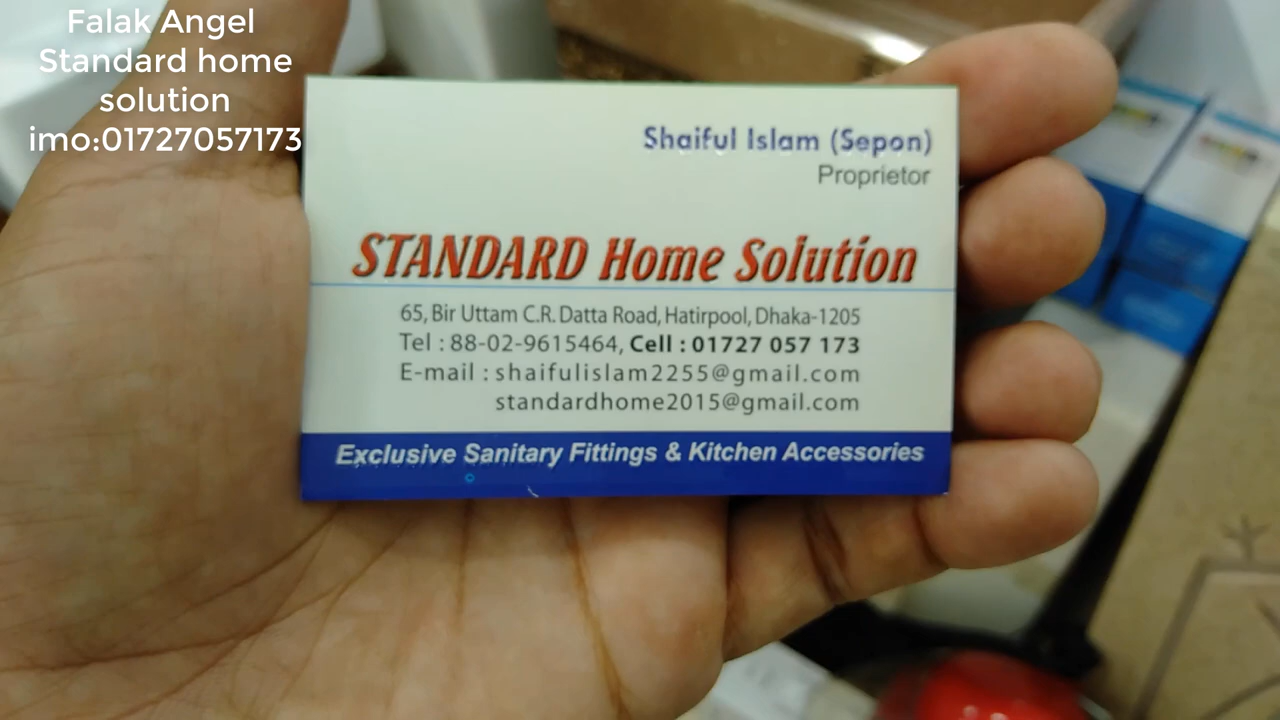 Falak Angel
Standard home
solution
imo:01727057173
Shaiful Islam (Sepon)
Proprietor
STANDARD Home Solution
65, Bir Uttam C.R. Datta Road, Hatirpool, Dhaka-1205
Tel : 88-02-9615464, Cell : 01727 057 173
E-mail : shaifulislam2255@gmail.com
standardhome2015@gmail.com
Exclusive Sanitary Fittings & Kitchen Accessories